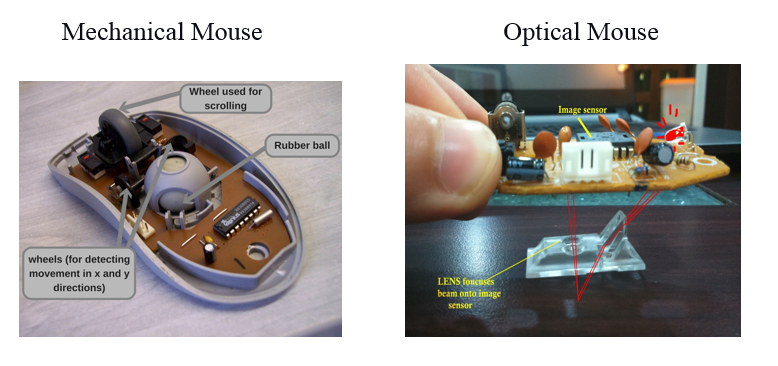 Mechanical Mouse
Optical Mouse
Wheel used for
scrolling
Rubber ball
wheels (for detecting
movement in x and y
directions)
Image sensor
LENS foucuses
beam onto image
sensor